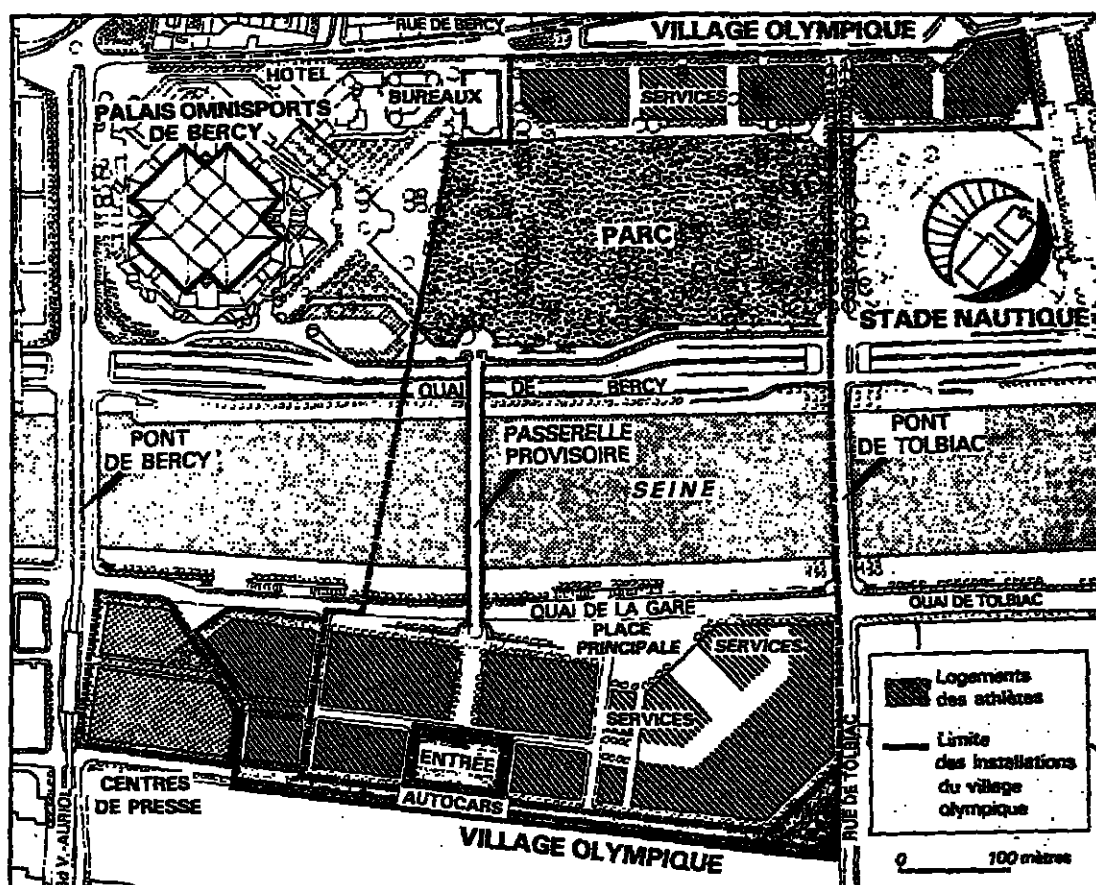 RUE DE BERCY
VILLAGE OLYMPIQUE
HOTEL
BUREAUX
SERVICES
PALAIS OMNISPORTS
DE BERCY
PARC
STADE NAUTIQUE
QUAI DE BERCY
PONT
DE BERCY
PASSERELLE
PROVISOIRE
SEINE
PONT
DE TOLBIAC
QUAI DE LA GARE
QUAI DE TOLBIAC
PLACE
PRINCIPALE
SERVICES
SERVICES
ENTRÉE
AUTOCARS
CENTRES
DE PRESSE
Bd V. AURIOL
VILLAGE OLYMPIQUE
RUE DE TOLBIAC
Logements
des athlètes
Limite
des installations
du village
olympique
0 100 mètres